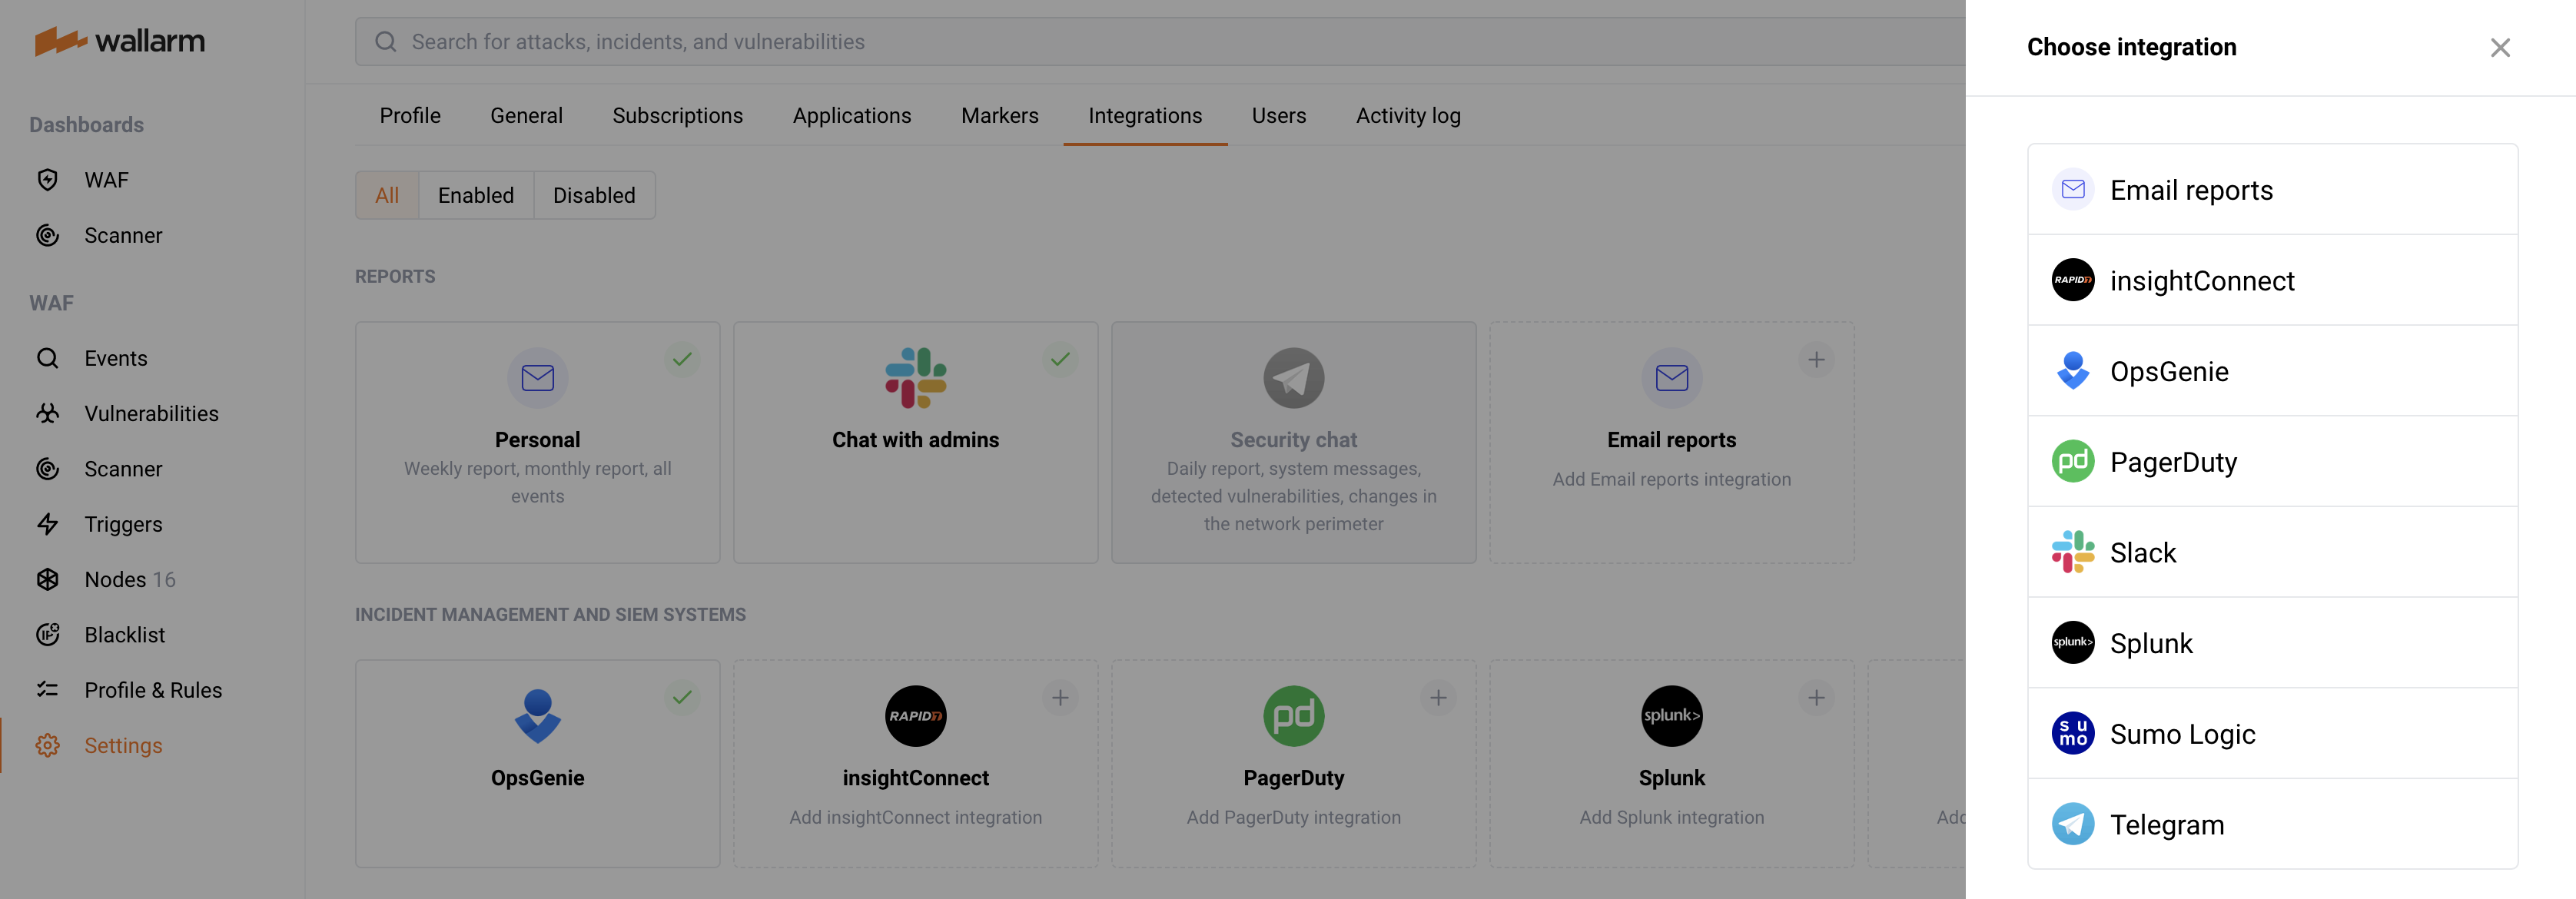 wallarm
Dashboards
WAF
Scanner
WAF
Events
Vulnerabilities
Scanner
Triggers
Nodes 16
Blacklist
Profile & Rules
Settings
Search for attacks, incidents, and vulnerabilities
Profile General Subscriptions Applications Markers Integrations Users Activity log
All Enabled Disabled
REPORTS
Personal
Weekly report, monthly report, all
events
Chat with admins
Security chat
Daily report, system messages,
detected vulnerabilities, changes in
the network perimeter
Email reports
Add Email reports integration
INCIDENT MANAGEMENT AND SIEM SYSTEMS
OpsGenie
RAPID7
insightConnect
Add insightConnect integration
pd
PagerDuty
Add PagerDuty integration
splunk>
Splunk
Add Splunk integration
Add
Choose integration
Email reports
RAPID7
insightConnect
OpsGenie
pd
PagerDuty
Slack
splunk>
Splunk
su
mo
Sumo Logic
Telegram